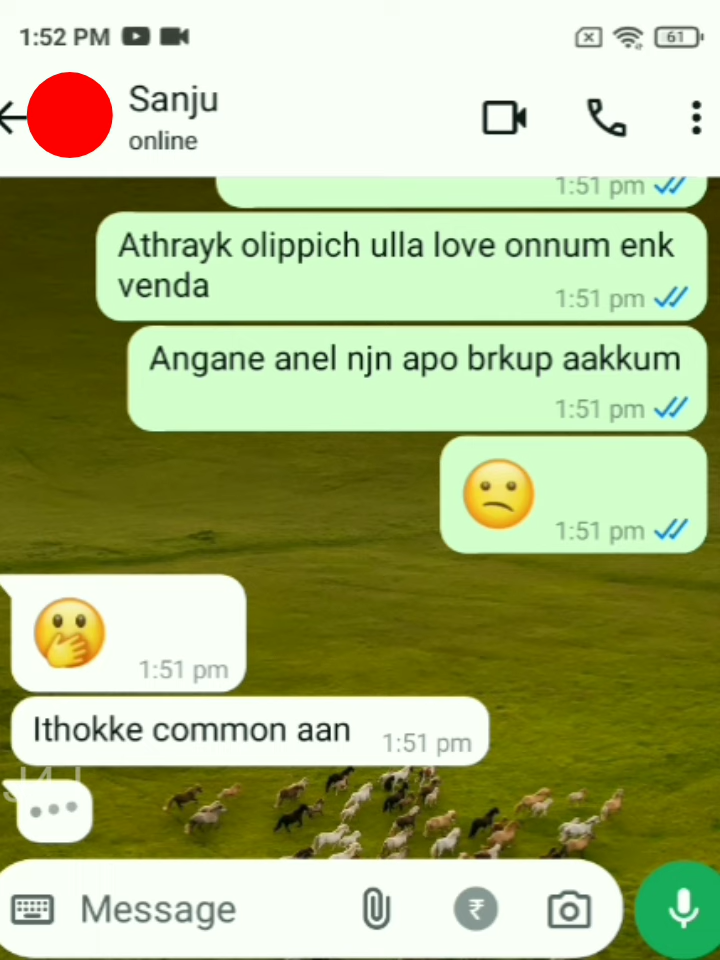 1:52 PM
61
Sanju
online
1:51 pm
Athrayk olippich ulla love onnum enk
venda
1:51 pm
Angane anel njn apo brkup aakkum
1:51 pm
1:51 pm
1:51 pm
Ithokke common aan
1:51 pm
Message
₹